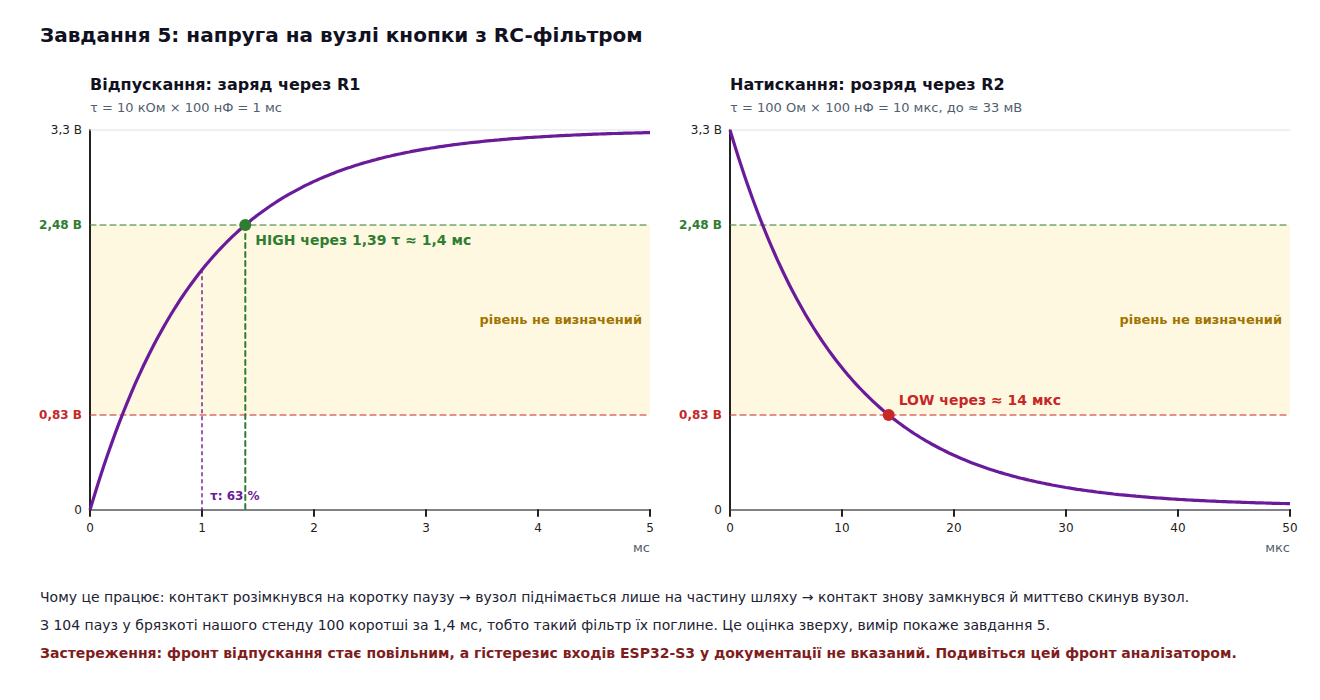 Завдання 5: напруга на вузлі кнопки з RC-фільтром
Відпускання: заряд через R1
τ = 10 кОм × 100 нФ = 1 мс
3,3 В
2,48 В
HIGH через 1,39 τ ≈ 1,4 мс
рівень не визначений
0,83 В
τ: 63 %
0
0 1 2 3 4 5
мс
Натискання: розряд через R2
τ = 100 Ом × 100 нФ = 10 мкс, до ≈ 33 мВ
3,3 В
2,48 В
рівень не визначений
LOW через ≈ 14 мкс
0,83 В
0
0 10 20 30 40 50
мкс
Чому це працює: контакт розімкнувся на коротку паузу → вузол піднімається лише на частину шляху → контакт знову замкнувся й миттєво скинув вузол.
З 104 пауз у брязкоті нашого стенду 100 коротші за 1,4 мс, тобто такий фільтр їх поглине. Це оцінка зверху, вимір покаже завдання 5.
Застереження: фронт відпускання стає повільним, а гістерезис входів ESP32-S3 у документації не вказаний. Подивіться цей фронт аналізатором.